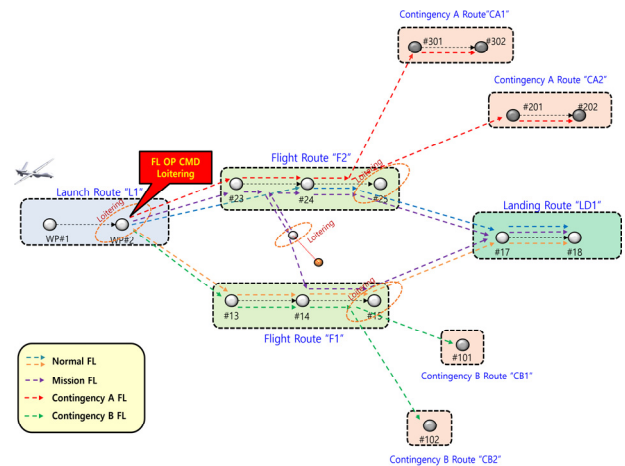 Contingency A Route"CA1"
#301
#302
Contingency A Route "CA2"
#201
#202
FL OP CMD
Loitering
Flight Route "F2"
Loitering
Launch Route "L1"
Loitering
#23
#24
#25
WP#1
WP#2
Loitering
Landing Route "LD1"
#17
#18
Loitering
#13
#14
#15
Flight Route "F1"
#101
Contingency B Route "CB1"
Normal FL
Mission FL
Contingency A FL
Contingency B FL
#102
Contingency B Route "CB2"